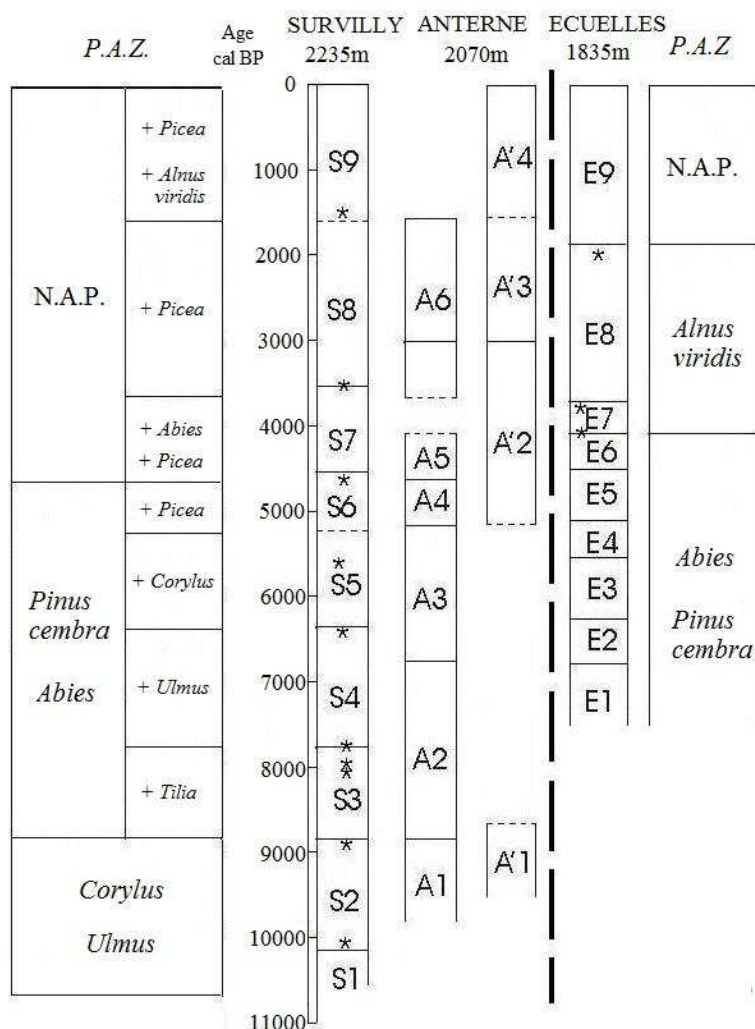 SURVILLY ANTERNE ECUELLES
P.A.Z. Age P.A.Z
cal BP 2235m 2070m 1835m
0
+ Picea
+ Alnus
viridis
1000 S9 A'4 E9 N.A.P.
*
2000 *
N.A.P. + Picea S8 A6 A'3 E8 Alnus
viridis
3000
*
+ Abies * E7
4000 S7 A'2 *
+ Picea A5 E6
*
+ Picea S6 A4 E5
5000
E4
*
+ Corylus S5 A3 E3 Abies
Pinus
cembra
6000
* E2 Pinus
cembra
Abies + Ulmus S4 E1
7000
*
*
8000 *
+ Tilia S3 A2
*
9000 A'1
Corylus S2 A1
Ulmus
10000 *
S1
11000